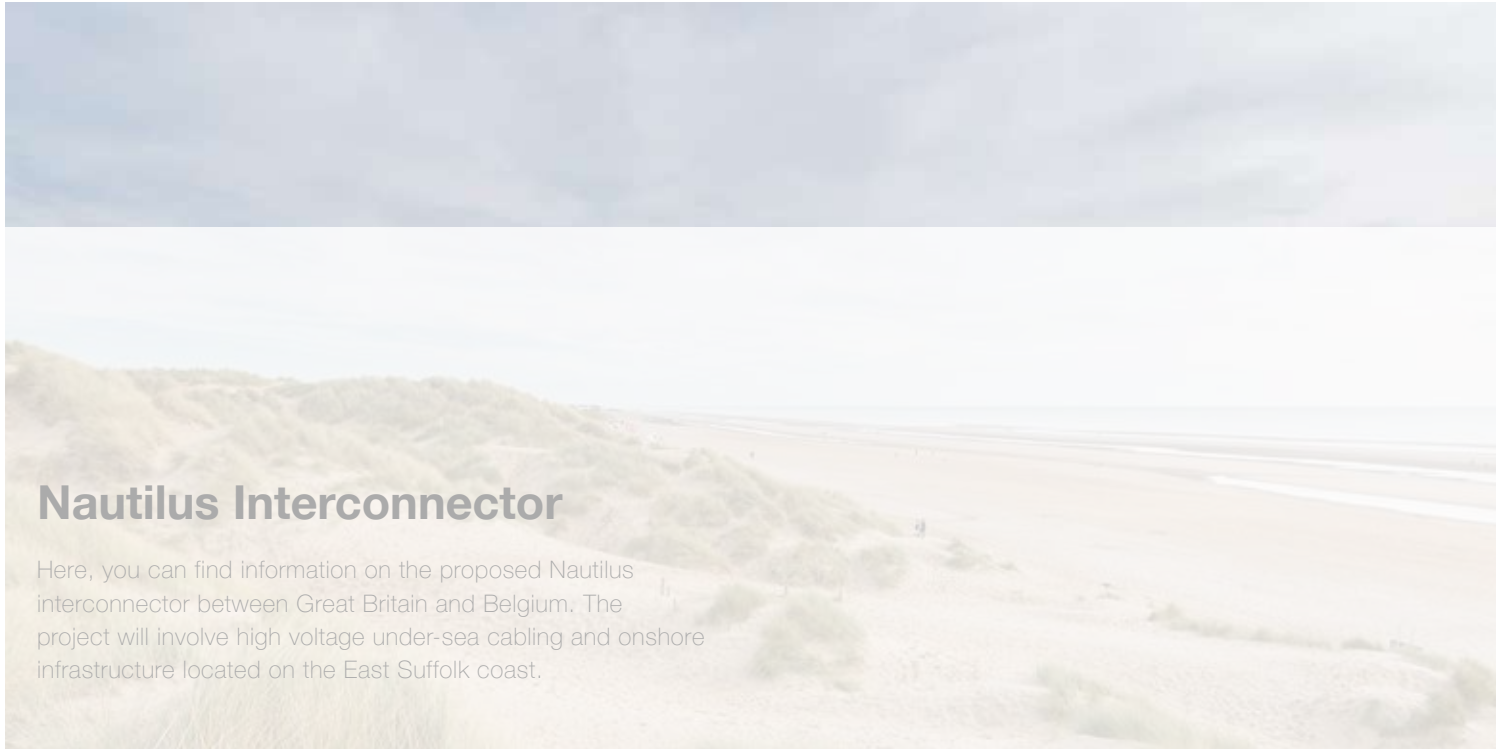 Nautilus Interconnector
Here, you can find information on the proposed Nautilus
interconnector between Great Britain and Belgium. The
project will involve high voltage under-sea cabling and onshore
infrastructure located on the East Suffolk coast.